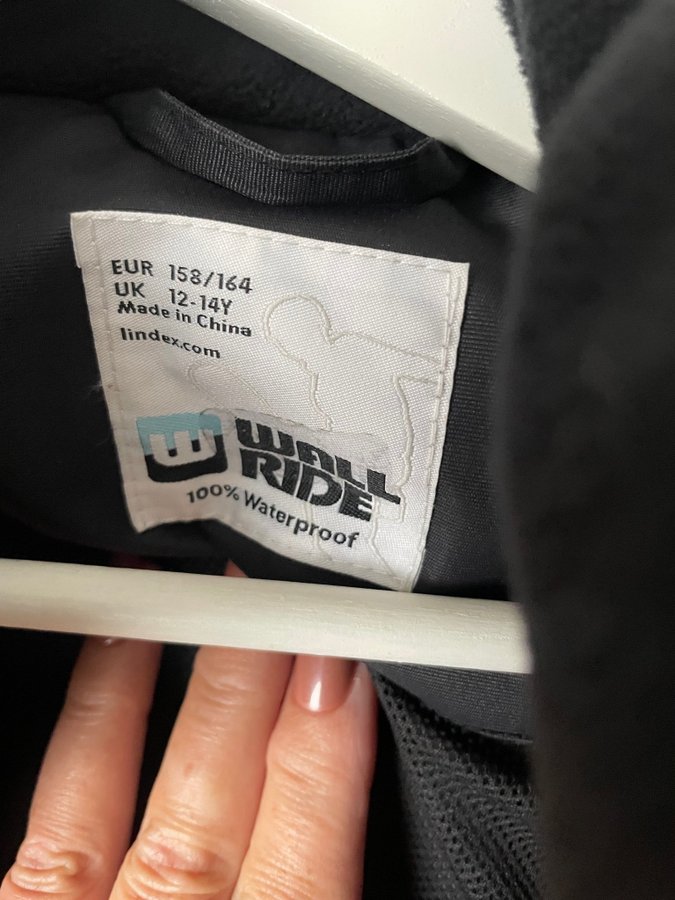 EUR 158/164
UK 12-14Y
Made in China
lindex.com
WALL
RIDE
100% Waterproof